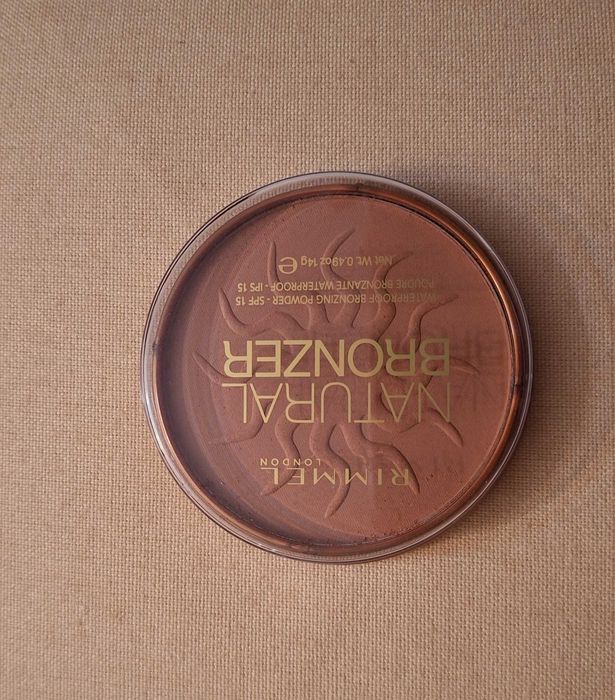 RIMMEL
LONDON
NATURAL
BRONZER
WATERPROOF BRONZING POWDER - SPF 15
POUDRE BRONZANTE WATERPROOF - IPS 15
Net Wt. 0.49oz 14g ℮